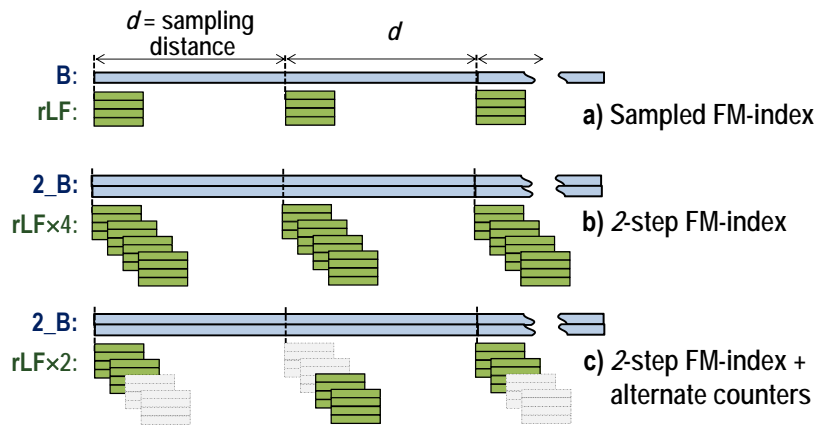 d = sampling
distance
d
B:
rLF:
a) Sampled FM-index
2_B:
rLF×4:
b) 2-step FM-index
2_B:
rLF×2:
c) 2-step FM-index +
alternate counters